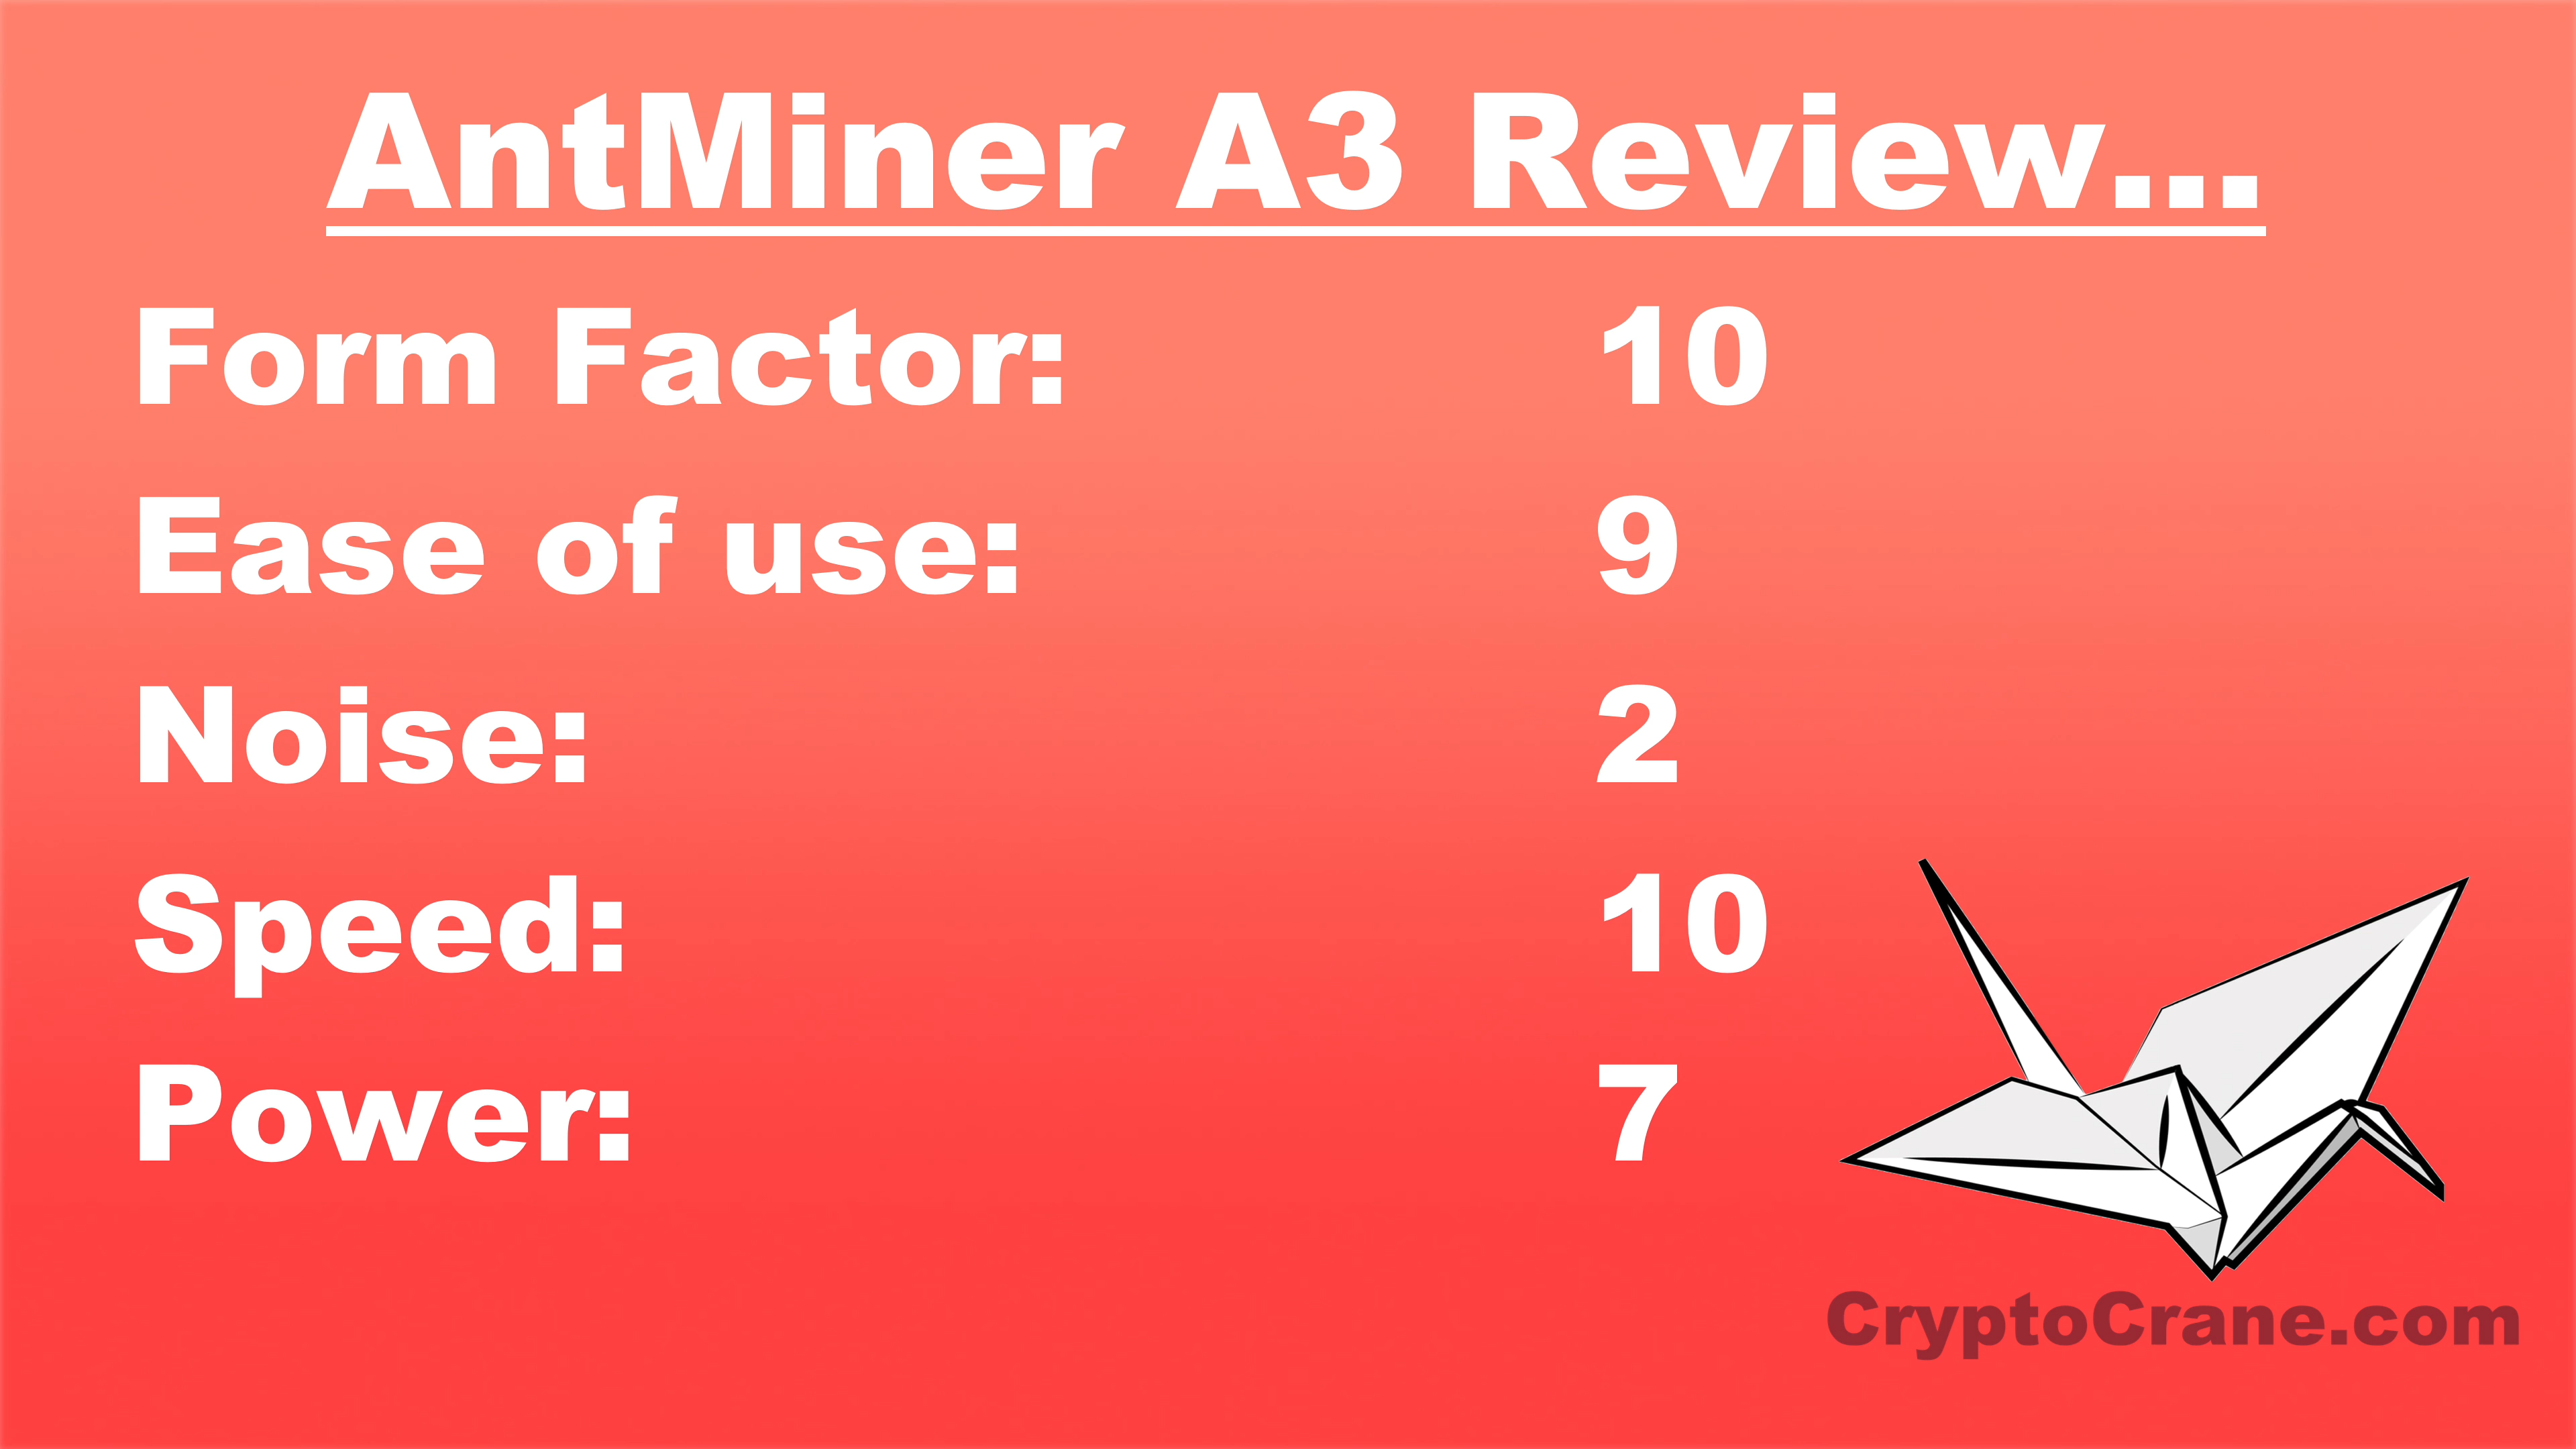 AntMiner A3 Review...
Form Factor: 10
Ease of use: 9
Noise: 2
Speed: 10
Power: 7
CryptoCrane.com